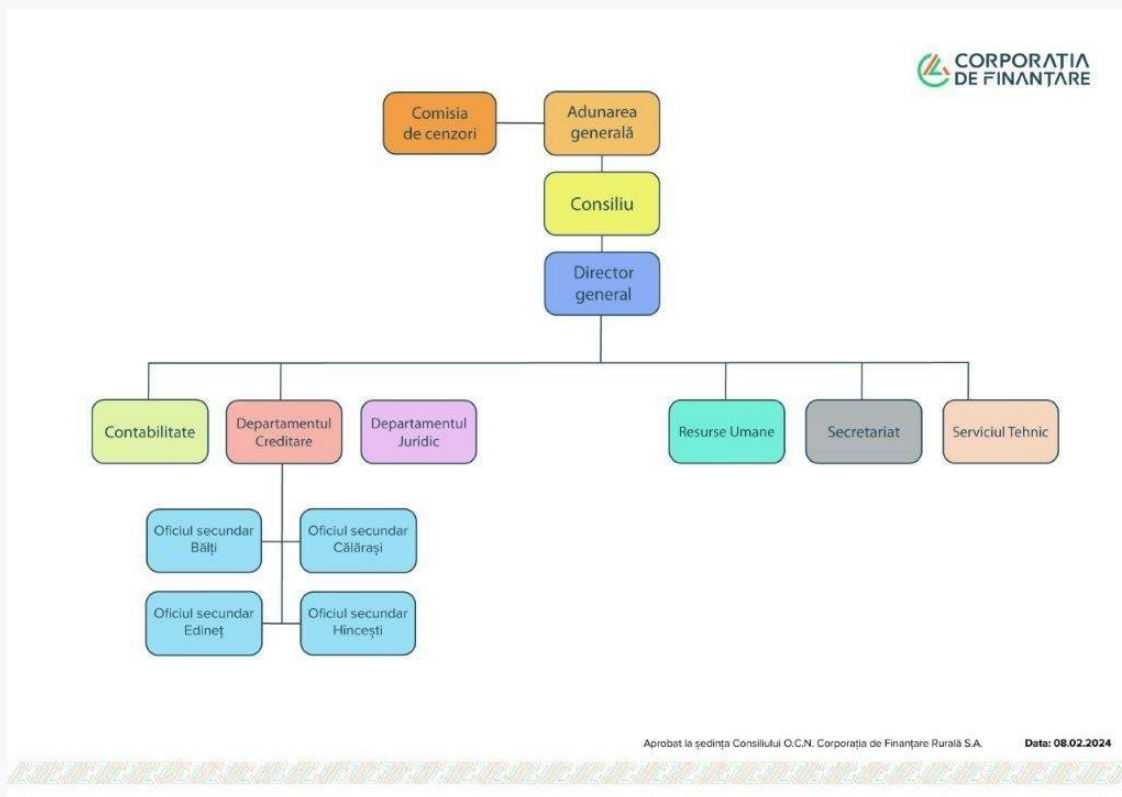 CORPORAȚIA
DE FINANȚARE
Comisia
de cenzori
Adunarea
generală
Consiliu
Director
general
Contabilitate
Departamentul
Creditare
Departamentul
Juridic
Resurse Umane
Secretariat
Serviciul Tehnic
Oficiul secundar
Bălți
Oficiul secundar
Călărași
Oficiul secundar
Edineț
Oficiul secundar
Hîncești
Aprobat la ședința Consiliului O.C.N. Corporația de Finanțare Rurală S.A.
Data: 08.02.2024